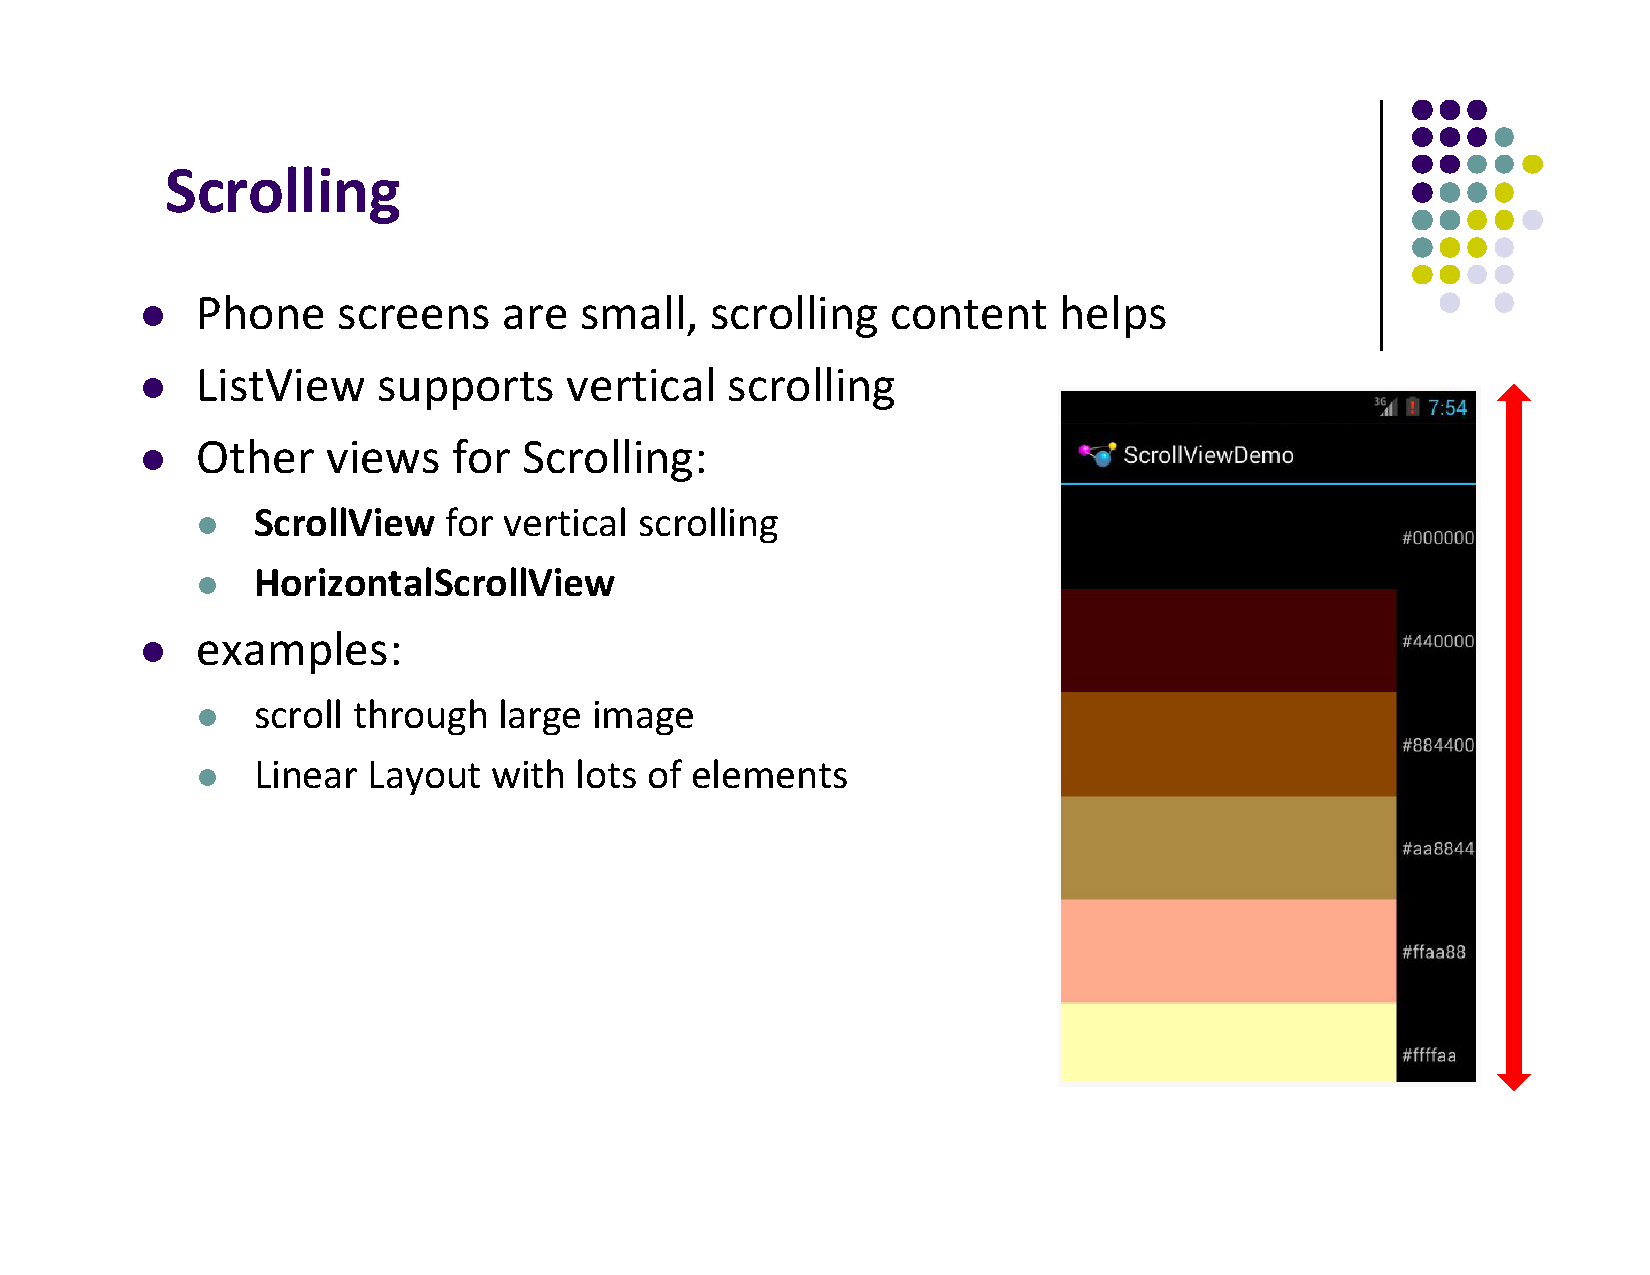 Scrolling
Phone screens are small, scrolling content helps
ListView supports vertical scrolling
Other views for Scrolling:
ScrollView for vertical scrolling
HorizontalScrollView
examples:
scroll through large image
Linear Layout with lots of elements
3G 7:54
ScrollViewDemo
#000000
#440000
#884400
#aa8844
#ffaa88
#ffffaa